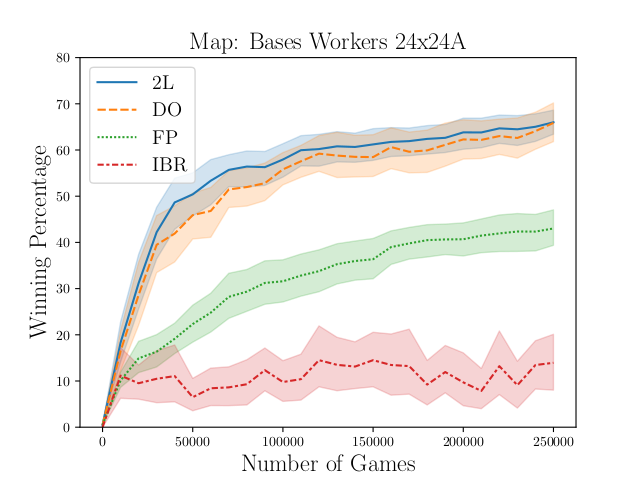 Map: Bases Workers 24x24A
80
70
60
50
40
30
20
10
0
Winning Percentage
2L
DO
FP
IBR
0 50000 100000 150000 200000 250000
Number of Games